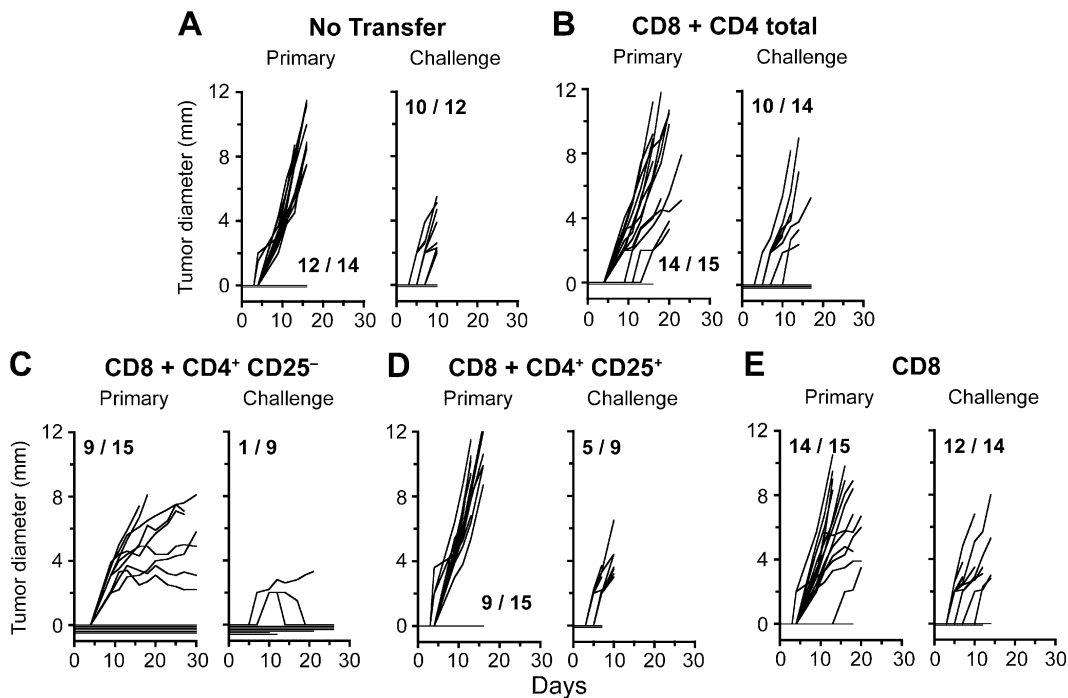 A No Transfer
Primary Challenge
Tumor diameter (mm)
12 8 4 0
10 / 12
12 / 14
0 10 20 30 0 10 20 30
B CD8 + CD4 total
Primary Challenge
12 8 4 0
10 / 14
14 / 15
0 10 20 30 0 10 20 30
C CD8 + CD4⁺ CD25⁻
Primary Challenge
Tumor diameter (mm)
12 8 4 0
9 / 15 1 / 9
0 10 20 30 0 10 20 30
D CD8 + CD4⁺ CD25⁺
Primary Challenge
12 8 4 0
5 / 9
9 / 15
0 10 20 30 0 10 20 30
E CD8
Primary Challenge
12 8 4 0
14 / 15 12 / 14
0 10 20 30 0 10 20 30
Days